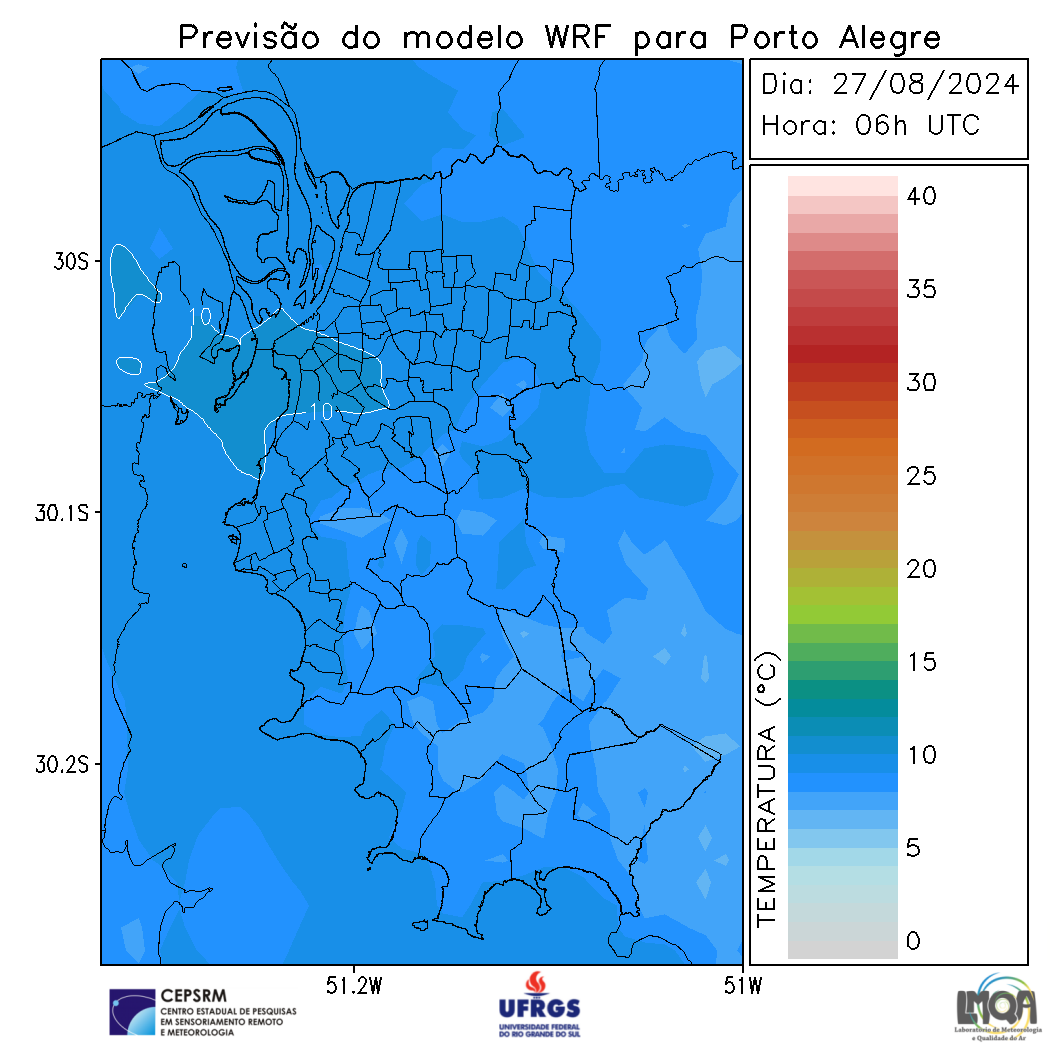 Previsão do modelo WRF para Porto Alegre
Dia: 27/08/2024
Hora: 06h UTC
40
35
30
25
20
15
10
5
0
TEMPERATURA (°C)
30S
30.1S
30.2S
10
10
51.2W
51W
CEPSRM
CENTRO ESTADUAL DE PESQUISAS
EM SENSORIAMENTO REMOTO
E METEOROLOGIA
UFRGS
UNIVERSIDADE FEDERAL
DO RIO GRANDE DO SUL
LMQA
Laboratório de Meteorologia
e Qualidade do Ar